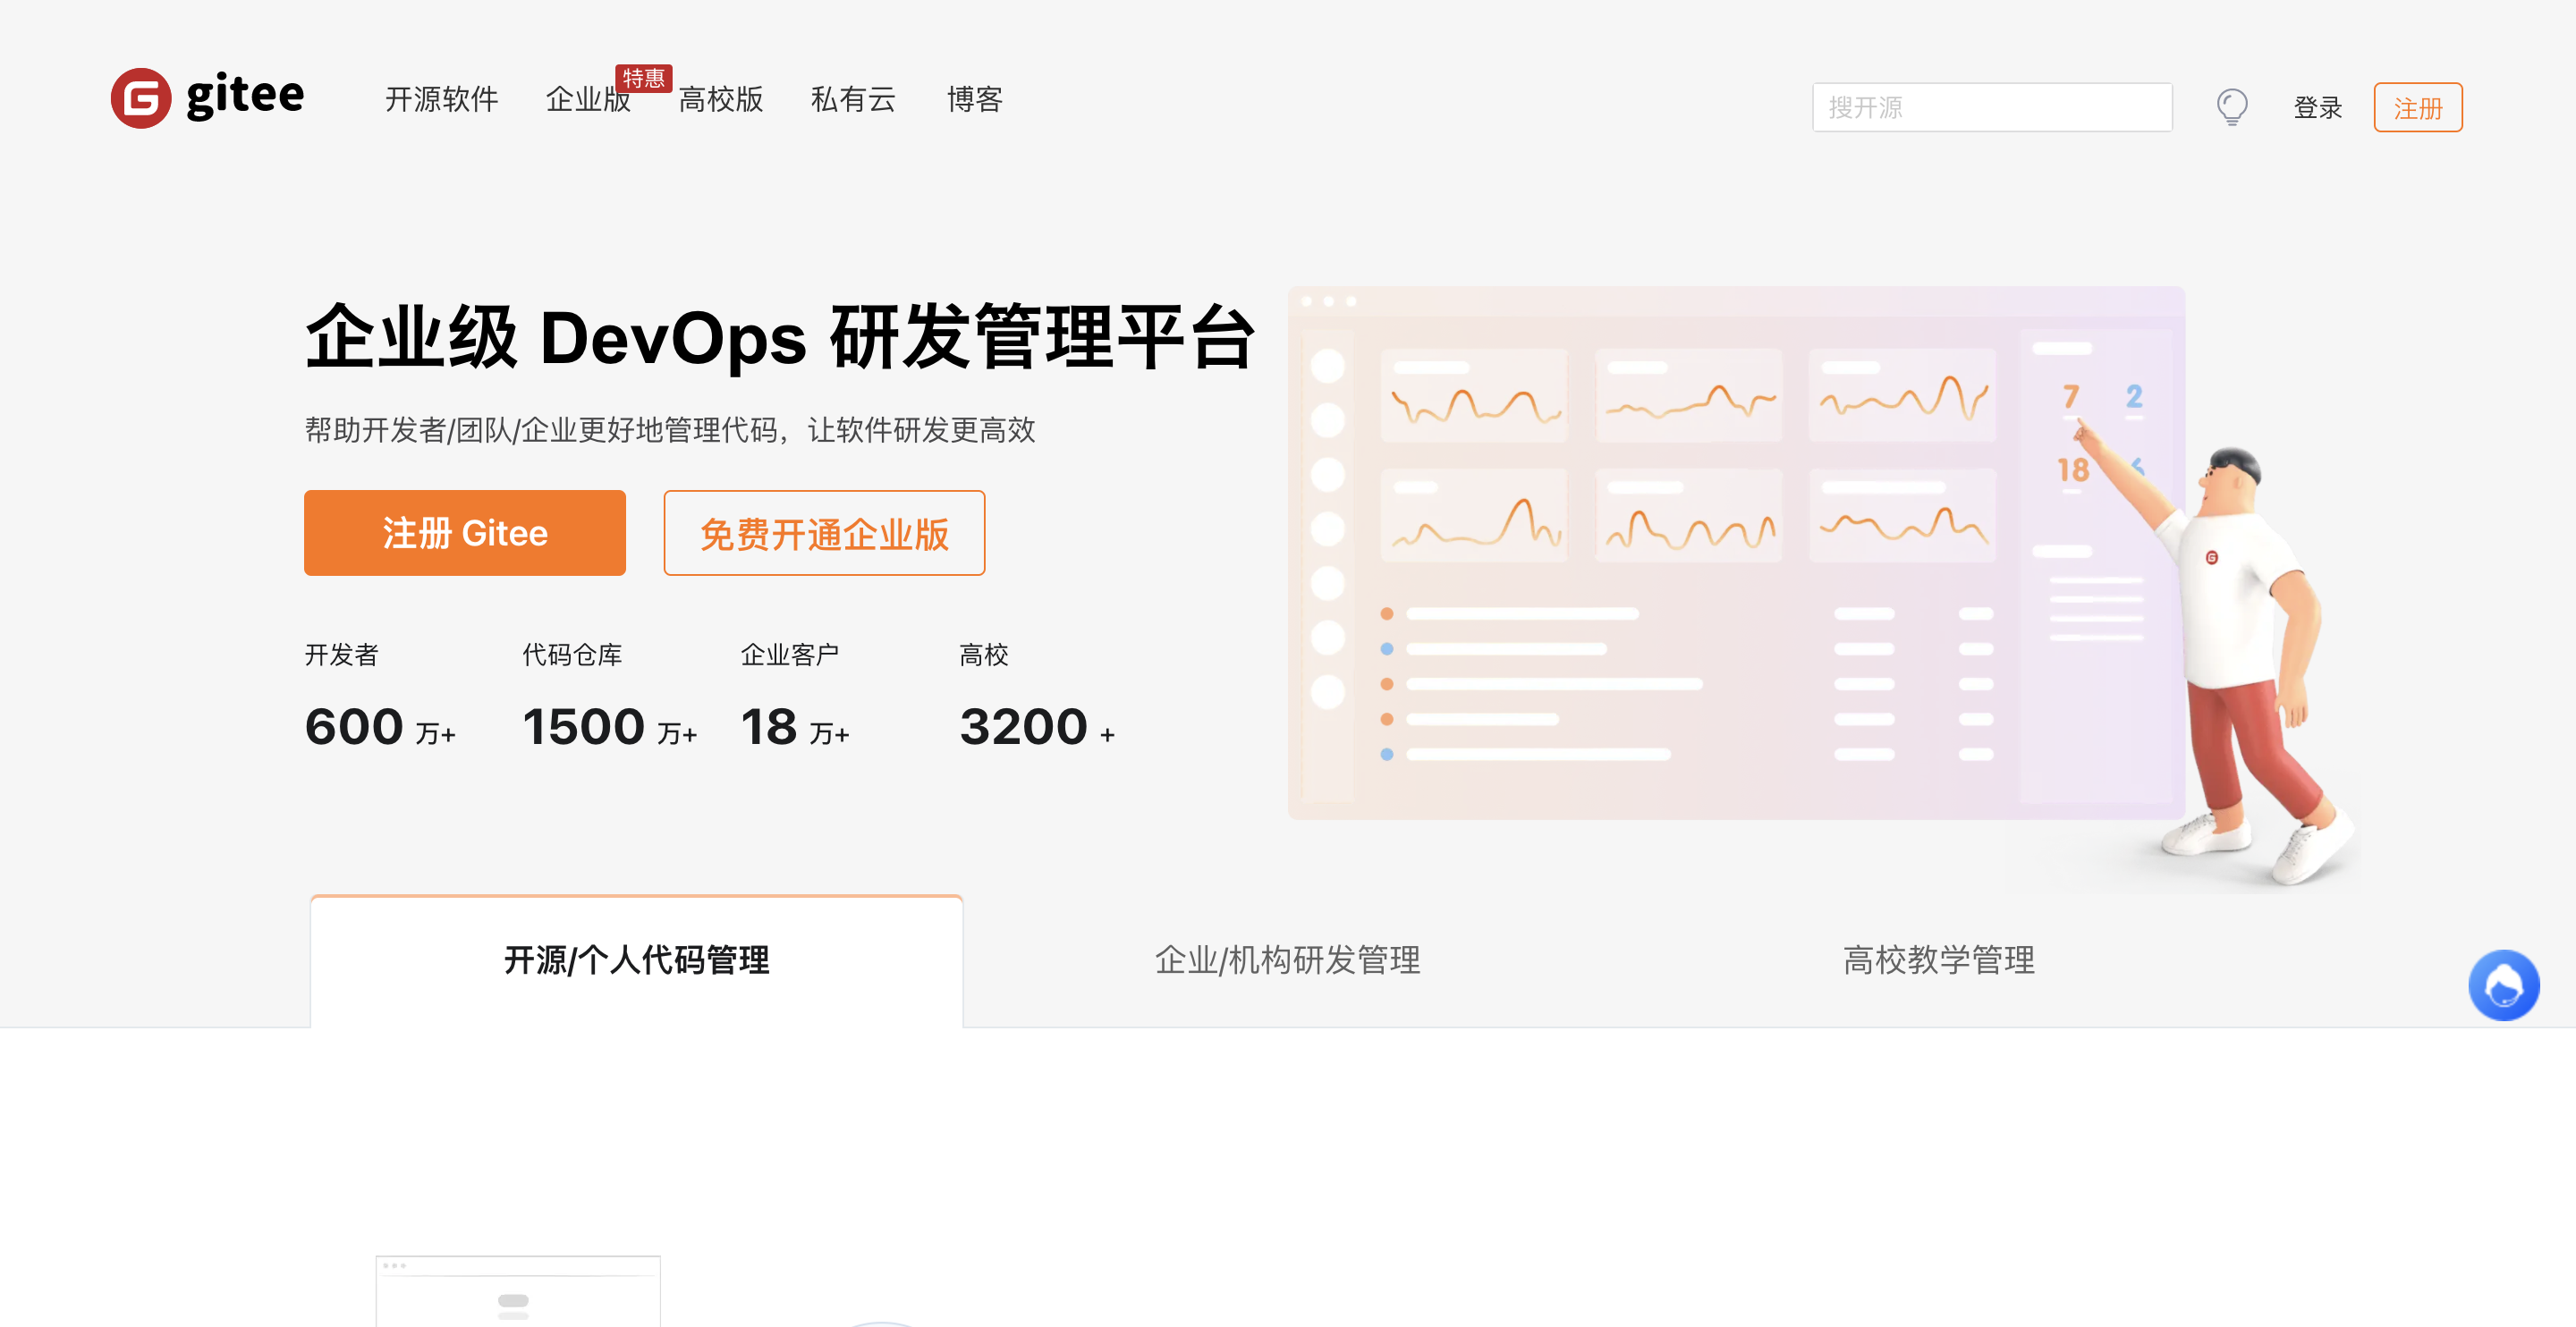 gitee
开源软件 企业版 特惠 高校版 私有云 博客 搜开源 登录 注册
企业级 DevOps 研发管理平台
帮助开发者/团队/企业更好地管理代码，让软件研发更高效
注册 Gitee 免费开通企业版
开发者 代码仓库 企业客户 高校
600 万+ 1500 万+ 18 万+ 3200 +
7 2
18
开源/个人代码管理 企业/机构研发管理 高校教学管理